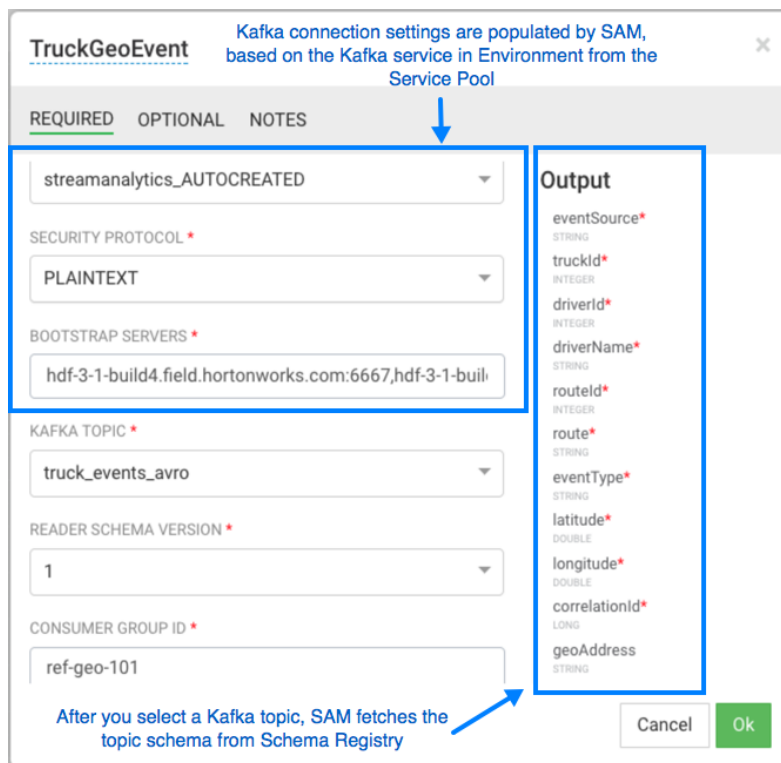 Kafka connection settings are populated by SAM,
based on the Kafka service in Environment from the
Service Pool
TruckGeoEvent
×
REQUIRED OPTIONAL NOTES
streamanalytics_AUTOCREATED
SECURITY PROTOCOL *
PLAINTEXT
BOOTSTRAP SERVERS *
hdf-3-1-build4.field.hortonworks.com:6667,hdf-3-1-buil
KAFKA TOPIC *
truck_events_avro
READER SCHEMA VERSION *
1
CONSUMER GROUP ID *
ref-geo-101
Output
eventSource*
STRING
truckId*
INTEGER
driverId*
INTEGER
driverName*
STRING
routeId*
INTEGER
route*
STRING
eventType*
STRING
latitude*
DOUBLE
longitude*
DOUBLE
correlationId*
LONG
geoAddress
STRING
After you select a Kafka topic, SAM fetches the
topic schema from Schema Registry
Cancel Ok